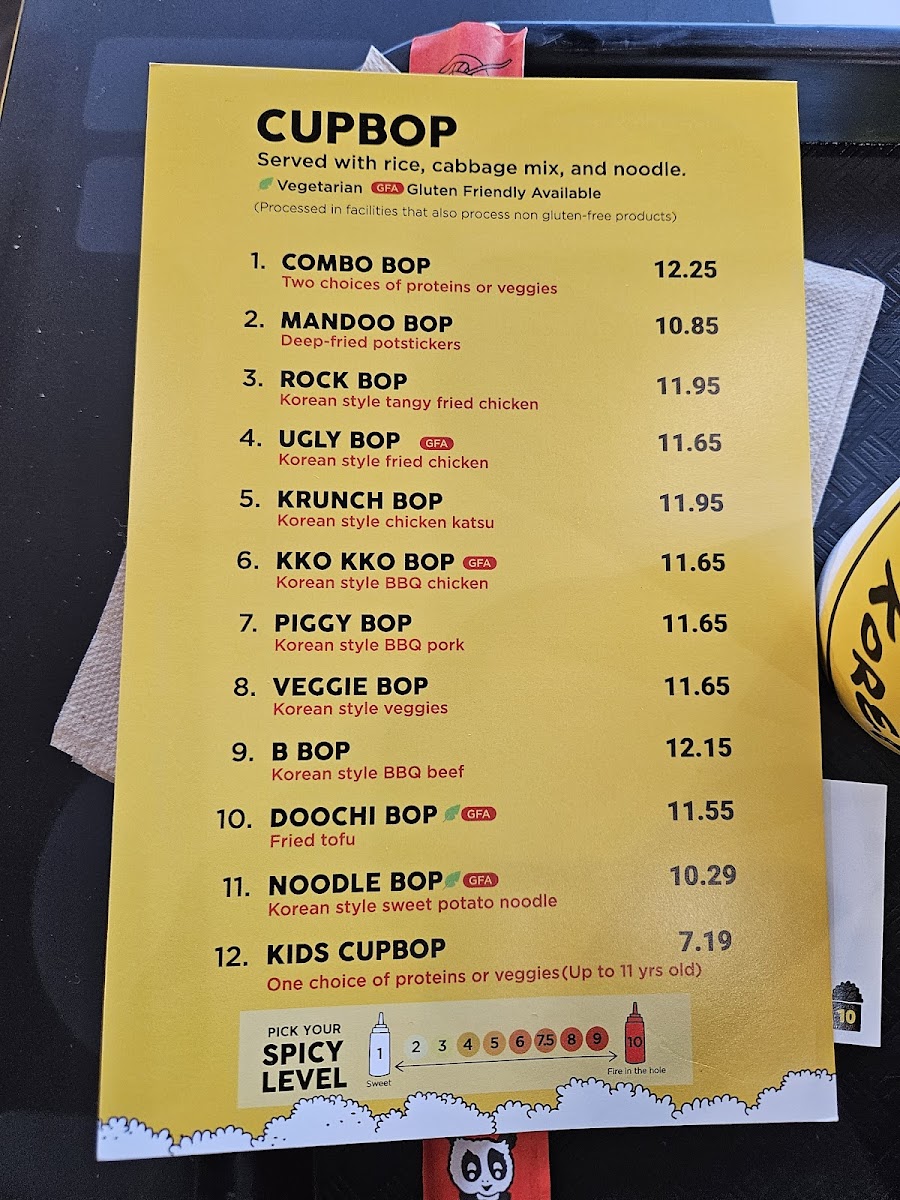 CUPBOP
Served with rice, cabbage mix, and noodle.
Vegetarian GFA Gluten Friendly Available
(Processed in facilities that also process non gluten-free products)
1. COMBO BOP 12.25
Two choices of proteins or veggies
2. MANDOO BOP 10.85
Deep-fried potstickers
3. ROCK BOP 11.95
Korean style tangy fried chicken
4. UGLY BOP GFA 11.65
Korean style fried chicken
5. KRUNCH BOP 11.95
Korean style chicken katsu
6. KKO KKO BOP GFA 11.65
Korean style BBQ chicken
7. PIGGY BOP 11.65
Korean style BBQ pork
8. VEGGIE BOP 11.65
Korean style veggies
9. B BOP 12.15
Korean style BBQ beef
10. DOOCHI BOP GFA 11.55
Fried tofu
11. NOODLE BOP GFA 10.29
Korean style sweet potato noodle
12. KIDS CUPBOP 7.19
One choice of proteins or veggies(Up to 11 yrs old)
PICK YOUR
SPICY
LEVEL
1 2 3 4 5 6 7.5 8 9 10
Sweet Fire in the hole
KORE
10